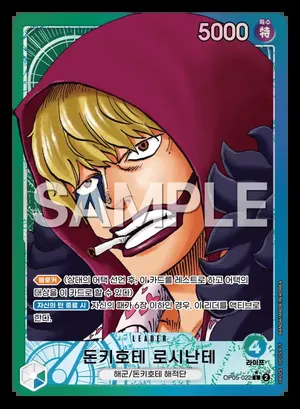 5000
특수
特
SAMPLE
블로커 (상대의 어택 선언 후, 이 카드를 레스트로 하고 어택의
대상을 이 카드로 할 수 있다)
자신의 턴 종료 시 자신의 패가 6장 이하인 경우, 이 리더를 액티브로
한다.
LEADER
돈키호테 로시난테
해군/돈키호테 해적단
4
라이프
OP05-022 L 2